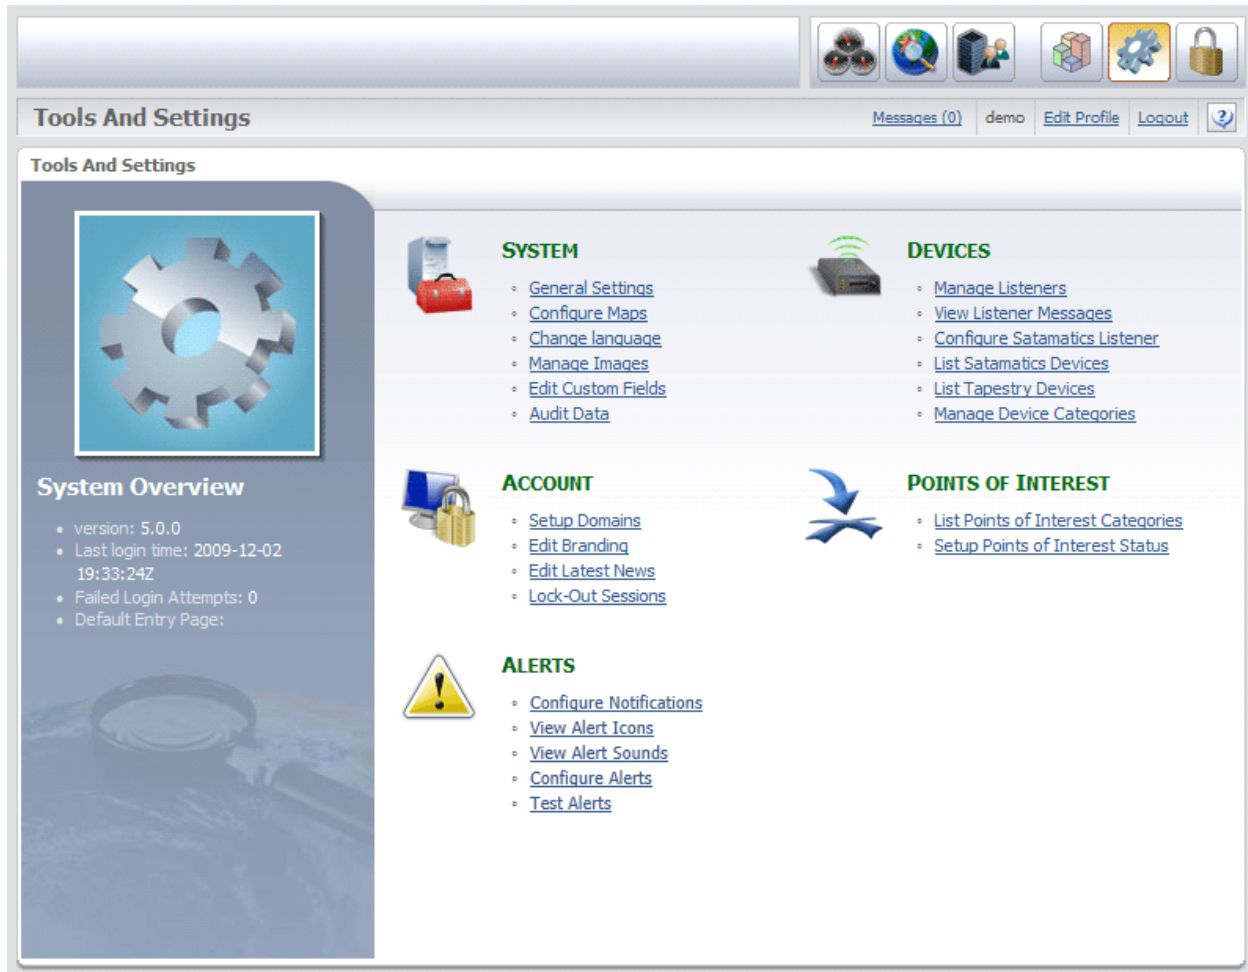 Tools And Settings
Messages (0) demo Edit Profile Logout
Tools And Settings
System Overview
version: 5.0.0
Last login time: 2009-12-02
19:33:24Z
Failed Login Attempts: 0
Default Entry Page:
SYSTEM
General Settings
Configure Maps
Change language
Manage Images
Edit Custom Fields
Audit Data
DEVICES
Manage Listeners
View Listener Messages
Configure Satamatics Listener
List Satamatics Devices
List Tapestry Devices
Manage Device Categories
ACCOUNT
Setup Domains
Edit Branding
Edit Latest News
Lock-Out Sessions
POINTS OF INTEREST
List Points of Interest Categories
Setup Points of Interest Status
ALERTS
Configure Notifications
View Alert Icons
View Alert Sounds
Configure Alerts
Test Alerts